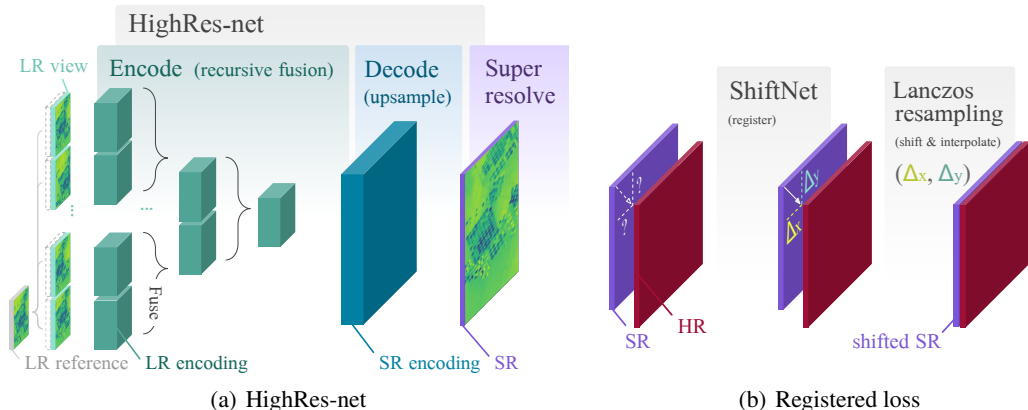 HighRes-net
LR view
Encode (recursive fusion)
Decode
(upsample)
Super
resolve
...
...
Fuse
LR reference
LR encoding
SR encoding
SR
(a) HighRes-net
ShiftNet
(register)
Lanczos
resampling
(shift & interpolate)
(Δx, Δy)
?
?
Δy
Δx
SR
HR
shifted SR
(b) Registered loss